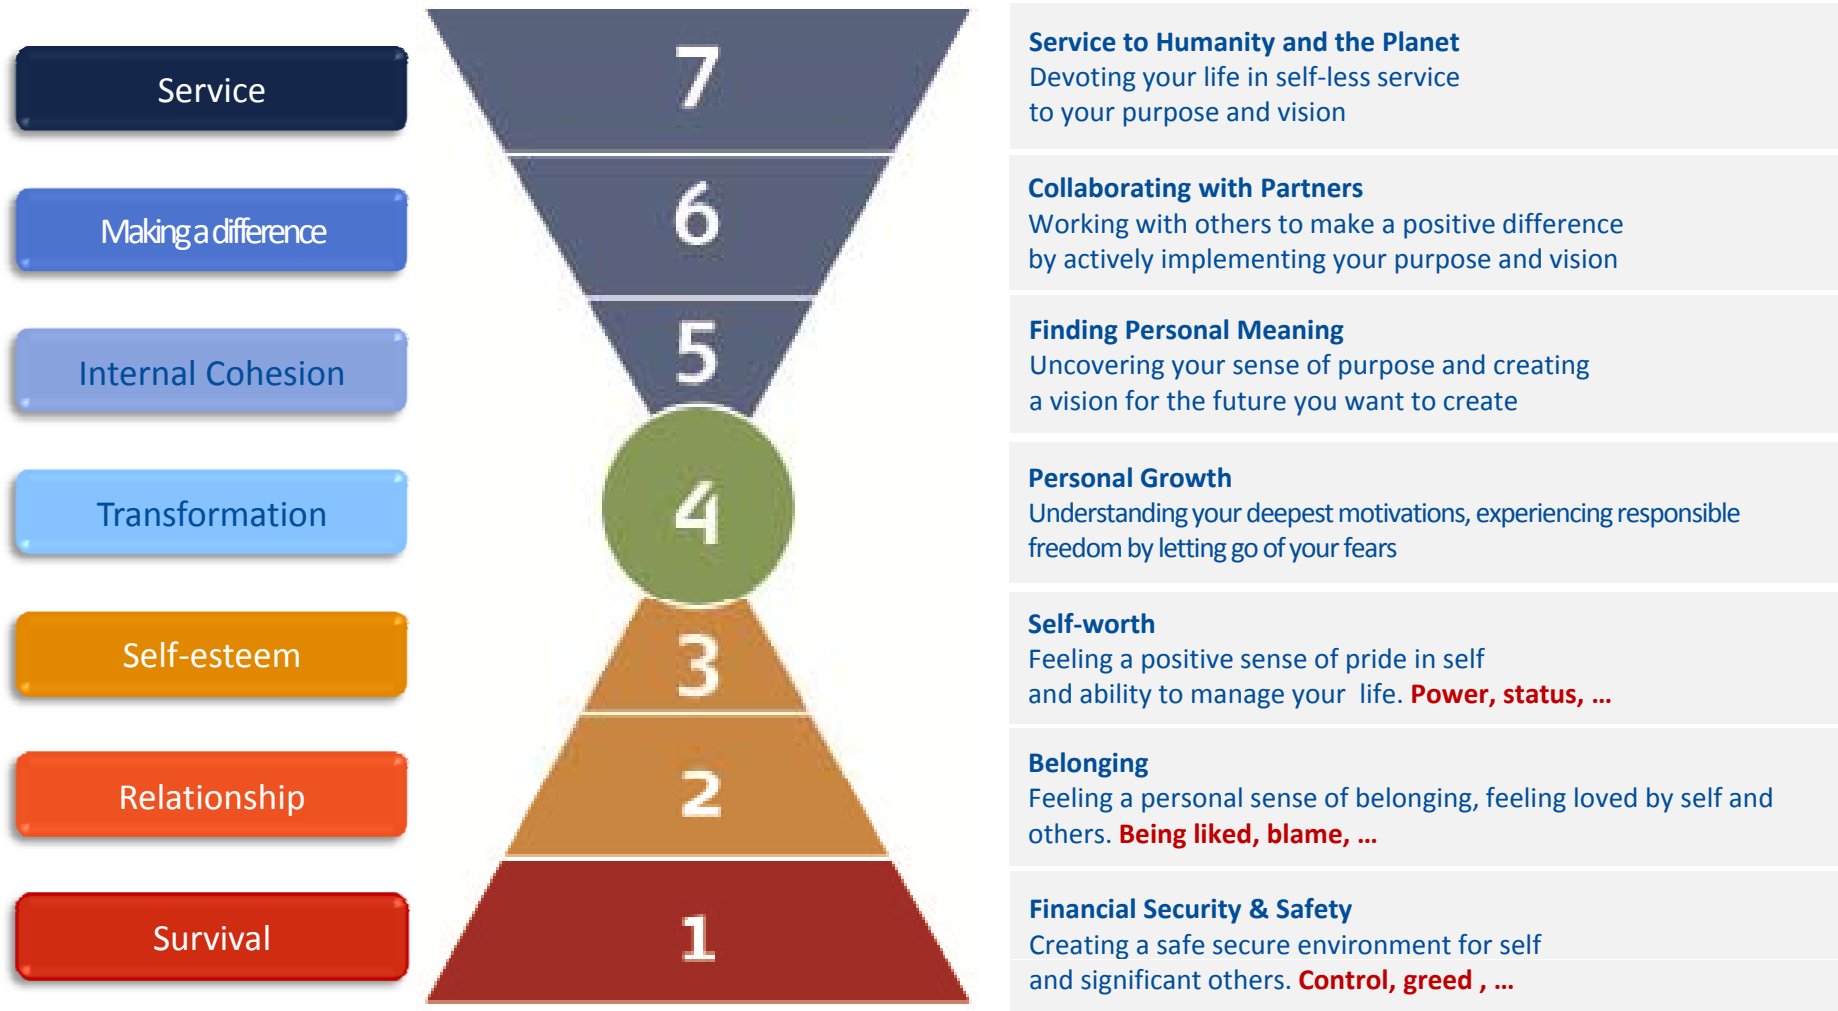 Service
7
Service to Humanity and the Planet
Devoting your life in self-less service
to your purpose and vision
Making a difference
6
Collaborating with Partners
Working with others to make a positive difference
by actively implementing your purpose and vision
Internal Cohesion
5
Finding Personal Meaning
Uncovering your sense of purpose and creating
a vision for the future you want to create
Transformation
4
Personal Growth
Understanding your deepest motivations, experiencing responsible
freedom by letting go of your fears
Self-esteem
3
Self-worth
Feeling a positive sense of pride in self
and ability to manage your life. Power, status, ...
Relationship
2
Belonging
Feeling a personal sense of belonging, feeling loved by self and
others. Being liked, blame, ...
Survival
1
Financial Security & Safety
Creating a safe secure environment for self
and significant others. Control, greed , ...